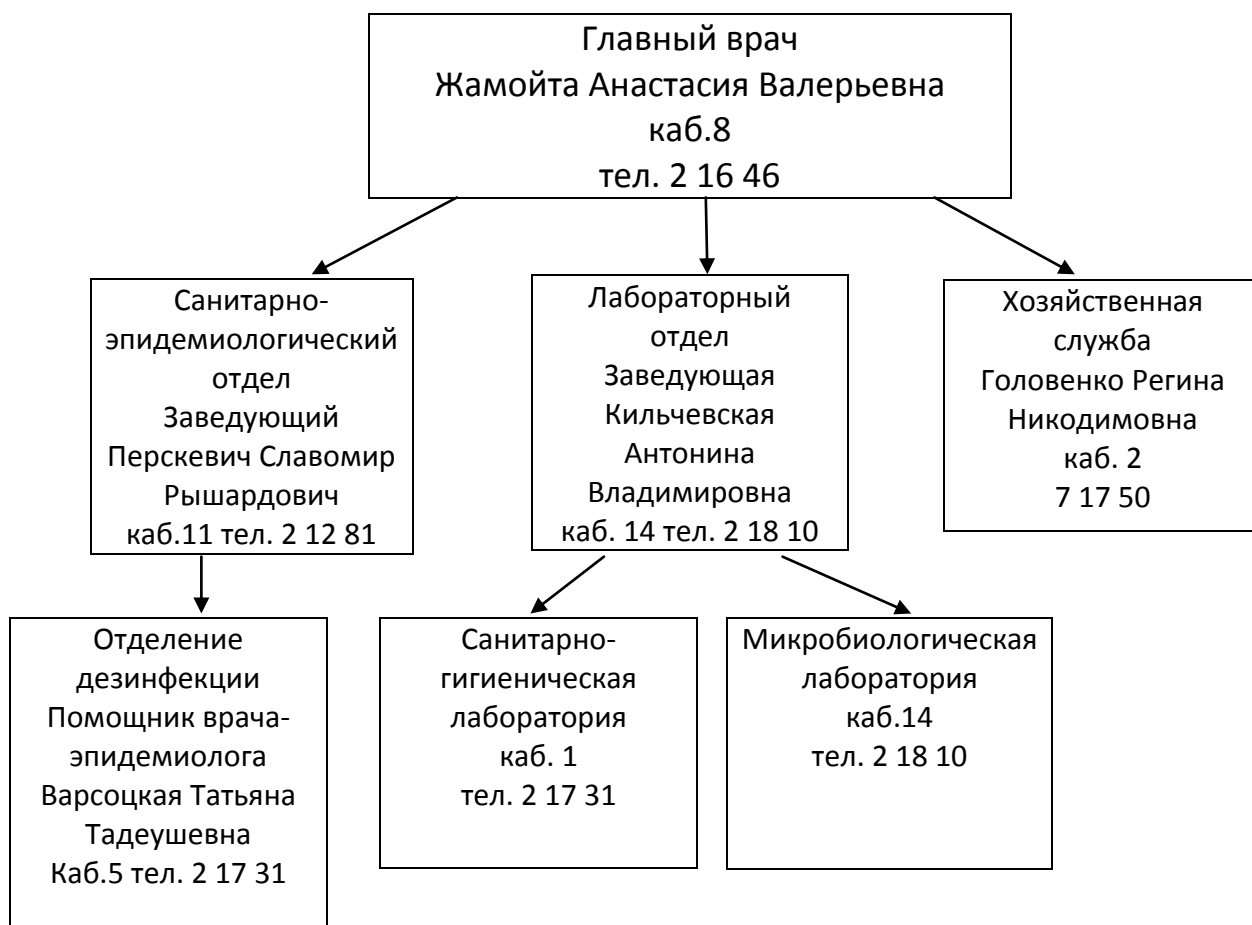 Главный врач
Жамойта Анастасия Валерьевна
каб.8
тел. 2 16 46
Санитарно-
эпидемиологический
отдел
Заведующий
Перскевич Славомир
Рышардович
каб.11 тел. 2 12 81
Лабораторный
отдел
Заведующая
Кильчевская
Антонина
Владимировна
каб. 14 тел. 2 18 10
Хозяйственная
служба
Головенко Регина
Никодимовна
каб. 2
7 17 50
Отделение
дезинфекции
Помощник врача-
эпидемиолога
Варсоцкая Татьяна
Тадеушевна
Каб.5 тел. 2 17 31
Санитарно-
гигиеническая
лаборатория
каб. 1
тел. 2 17 31
Микробиологическая
лаборатория
каб.14
тел. 2 18 10